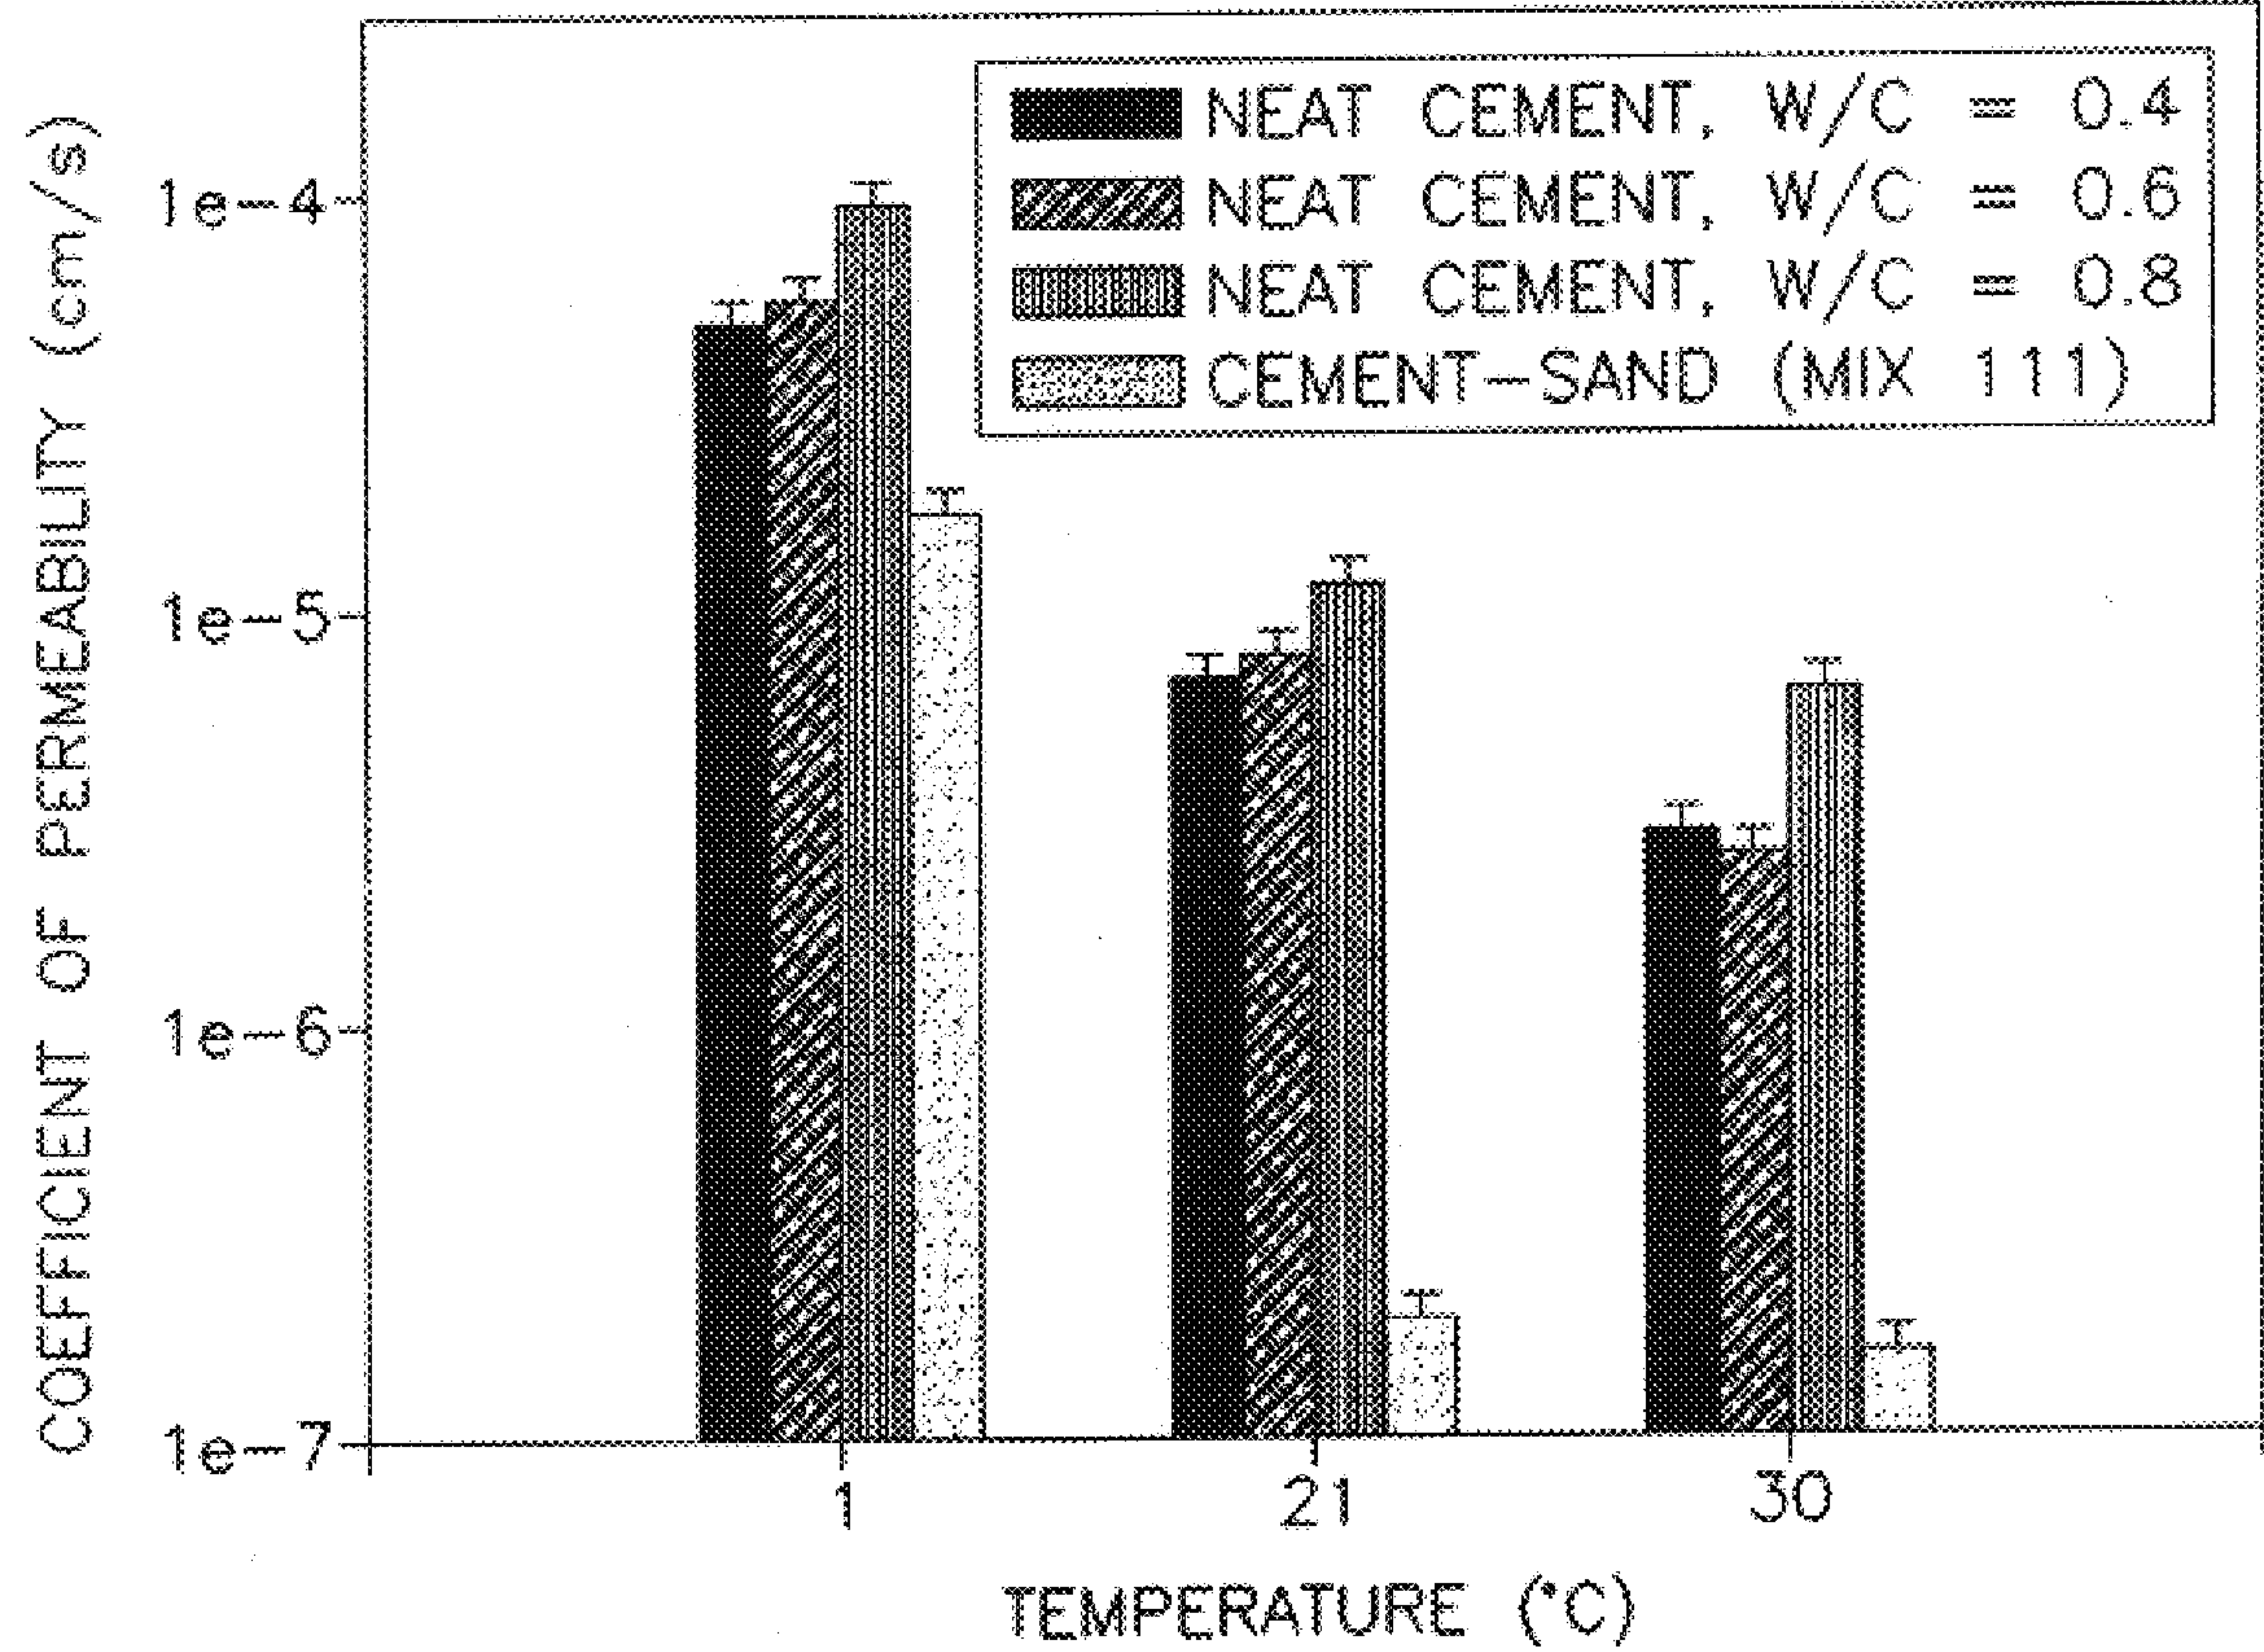 COEFFICIENT OF PERMEABILITY (cm/s)
1e-4
1e-5
1e-6
1e-7
NEAT CEMENT, W/C = 0.4
NEAT CEMENT, W/C = 0.6
NEAT CEMENT, W/C = 0.8
CEMENT-SAND (MIX 111)
1
21
30
TEMPERATURE (°C)